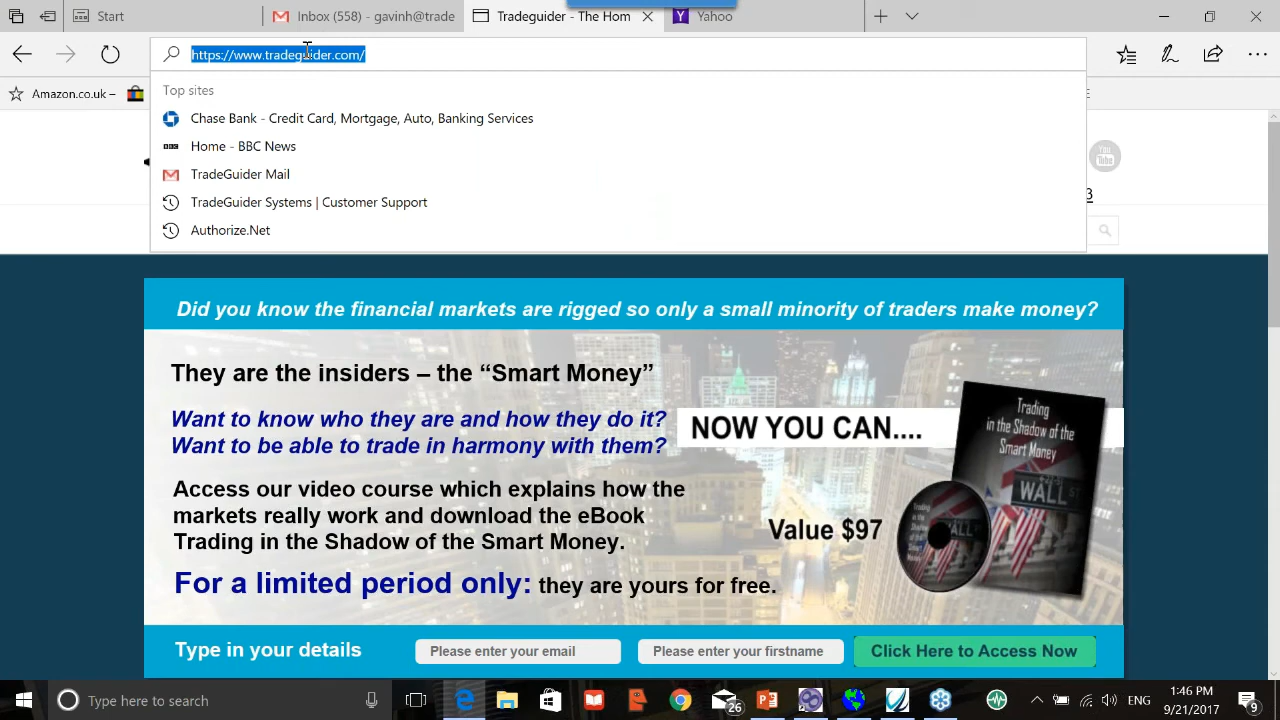 Start
Inbox (558) - gavinh@trade
Tradeguider - The Hom
Yahoo
https://www.tradeguider.com/
Amazon.co.uk –
Top sites
Chase Bank - Credit Card, Mortgage, Auto, Banking Services
BBC Home - BBC News
TradeGuider Mail
TradeGuider Systems | Customer Support
Authorize.Net
You
Tube
3
Did you know the financial markets are rigged so only a small minority of traders make money?
They are the insiders – the “Smart Money”
Want to know who they are and how they do it?
Want to be able to trade in harmony with them?
NOW YOU CAN....
Trading
in the Shadow of the
Smart Money
WALL ST
Access our video course which explains how the
markets really work and download the eBook
Trading in the Shadow of the Smart Money.
Value $97
For a limited period only: they are yours for free.
Type in your details
Please enter your email
Please enter your firstname
Click Here to Access Now
Type here to search
26
ENG
1:46 PM
9/21/2017
9